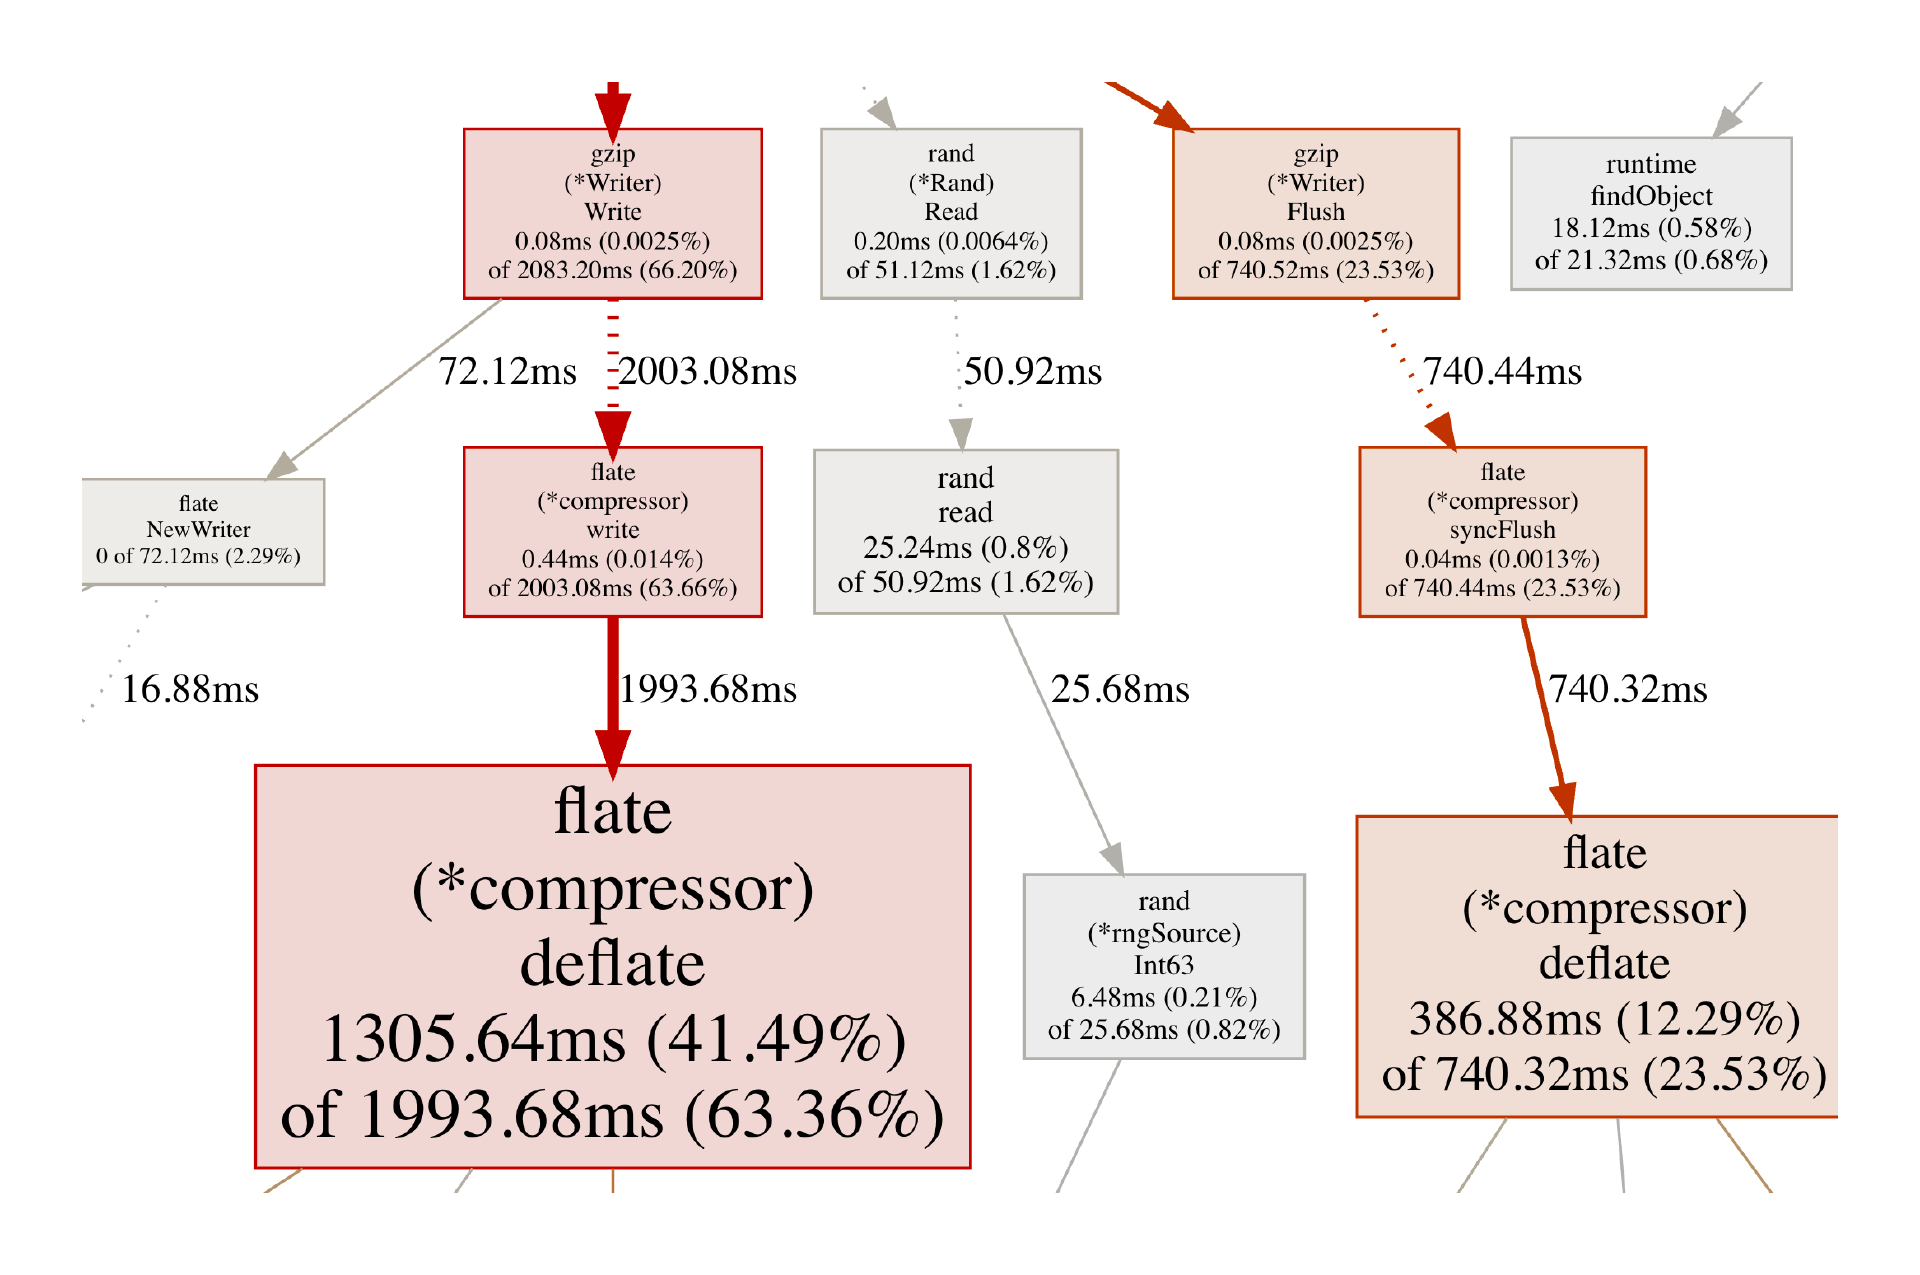 gzip
(*Writer)
Write
0.08ms (0.0025%)
of 2083.20ms (66.20%)
rand
(*Rand)
Read
0.20ms (0.0064%)
of 51.12ms (1.62%)
gzip
(*Writer)
Flush
0.08ms (0.0025%)
of 740.52ms (23.53%)
runtime
findObject
18.12ms (0.58%)
of 21.32ms (0.68%)
72.12ms
2003.08ms
50.92ms
740.44ms
flate
NewWriter
0 of 72.12ms (2.29%)
flate
(*compressor)
write
0.44ms (0.014%)
of 2003.08ms (63.66%)
rand
read
25.24ms (0.8%)
of 50.92ms (1.62%)
flate
(*compressor)
syncFlush
0.04ms (0.0013%)
of 740.44ms (23.53%)
16.88ms
1993.68ms
25.68ms
740.32ms
flate
(*compressor)
deflate
1305.64ms (41.49%)
of 1993.68ms (63.36%)
rand
(*rngSource)
Int63
6.48ms (0.21%)
of 25.68ms (0.82%)
flate
(*compressor)
deflate
386.88ms (12.29%)
of 740.32ms (23.53%)